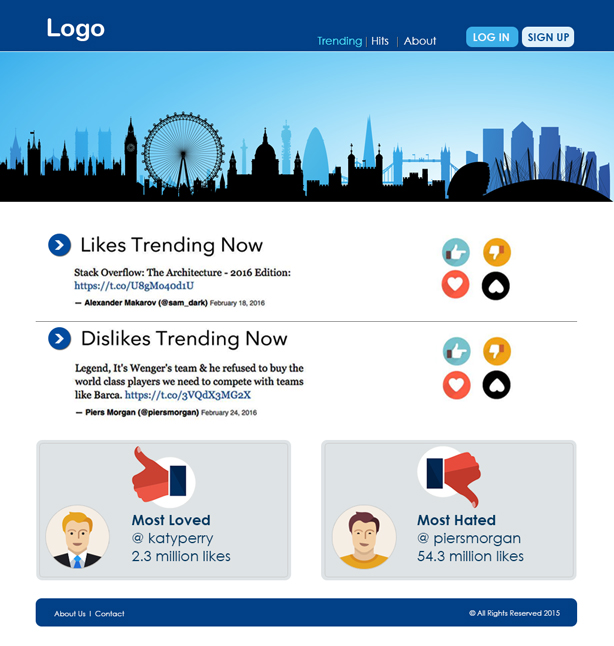 Logo
Trending | Hits | About
LOG IN
SIGN UP
Likes Trending Now
Stack Overflow: The Architecture - 2016 Edition:
https://t.co/U8gM040d1U
— Alexander Makarov (@sam_dark) February 18, 2016
Dislikes Trending Now
Legend, It's Wenger's team & he refused to buy the
world class players we need to compete with teams
like Barca. https://t.co/3VQdX3MG2X
— Piers Morgan (@piersmorgan) February 24, 2016
Most Loved
@ katyperry
2.3 million likes
Most Hated
@ piersmorgan
54.3 million likes
About Us | Contact
© All Rights Reserved 2015